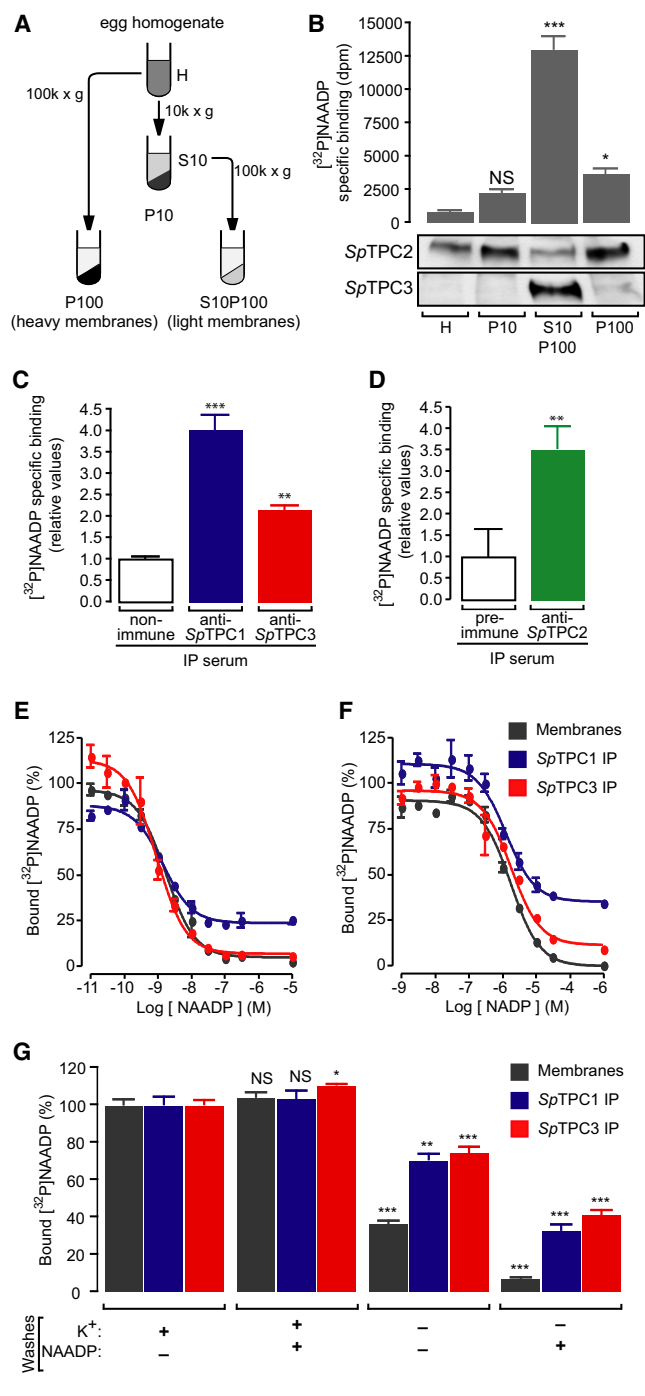 A
egg homogenate
H
100k x g
10k x g
S10
100k x g
P10
P100
(heavy membranes)
S10P100
(light membranes)
B
[32P]NAADP
specific binding (dpm)
15000
12500
10000
7500
5000
2500
0
NS
***
*
SpTPC2
SpTPC3
H
P10
S10
P100
P100
C
[32P]NAADP specific binding
(relative values)
4.5
4.0
3.5
3.0
2.5
2.0
1.5
1.0
0.5
0.0
***
**
non-
immune
anti-
SpTPC1
anti-
SpTPC3
IP serum
D
[32P]NAADP specific binding
(relative values)
4.5
4.0
3.5
3.0
2.5
2.0
1.5
1.0
0.5
0.0
**
pre-
immune
anti-
SpTPC2
IP serum
E
Bound [32P]NAADP (%)
125
100
75
50
25
0
-11 -10 -9 -8 -7 -6 -5
Log [ NAADP ] (M)
F
Bound [32P]NAADP (%)
125
100
75
50
25
0
-9 -8 -7 -6 -5 -4 -6
Log [ NADP ] (M)
Membranes
SpTPC1 IP
SpTPC3 IP
G
Bound [32P]NAADP (%)
120
100
80
60
40
20
0
NS NS *
*** ** ***
*** *** ***
Membranes
SpTPC1 IP
SpTPC3 IP
Washes
K+: + + – –
NAADP: – + – +